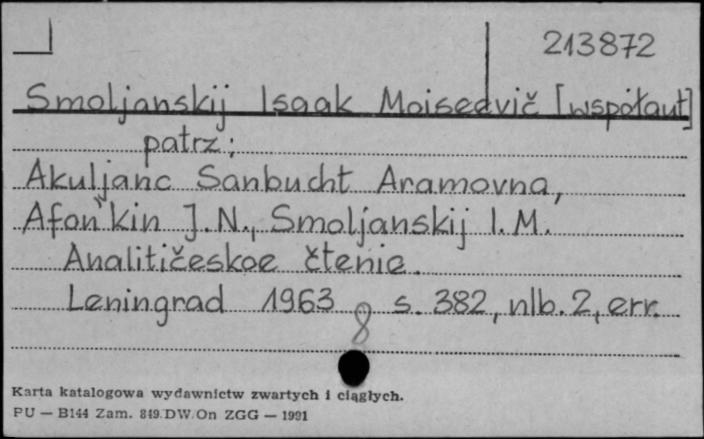 213872
Smoljanskij Isaak Moiseevič [współaut]
patrz:
Akuljanc Sanbucht Aramovna,
Afon'kin J.N., Smoljanskij I.M.
Analitičeskoe čtenie.
Leningrad 1963 s. 382, nlb. 2, err.
8
Karta katalogowa wydawnictw zwartych i ciągłych.
PU — B144 Zam. 849.DW.On ZGG — 1991